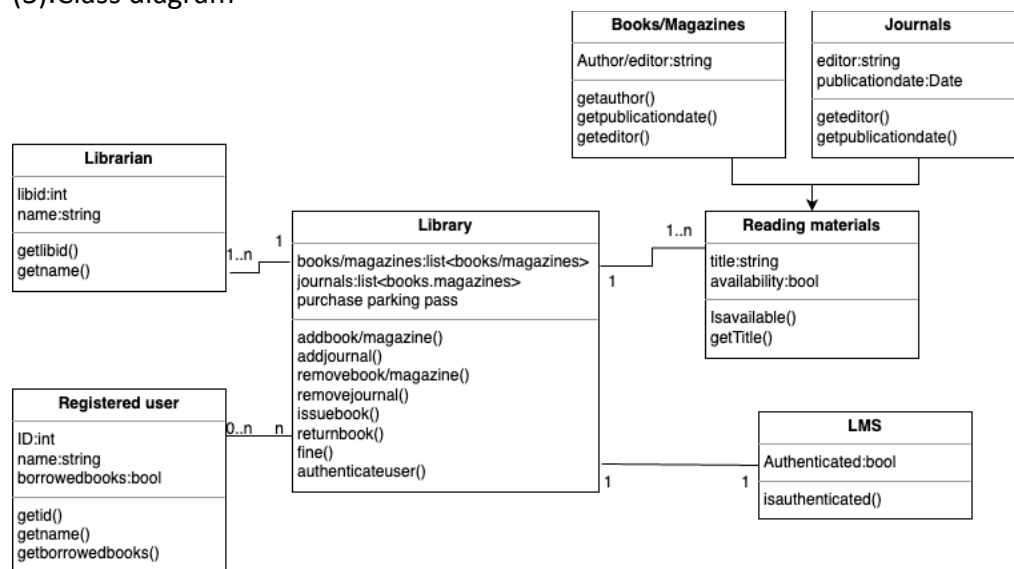 (3).Class diagram
Books/Magazines
Author/editor:string
getauthor()
getpublicationdate()
geteditor()
Journals
editor:string
publicationdate:Date
geteditor()
getpublicationdate()
Librarian
libid:int
name:string
getlibid()
getname()
1..n
1
Library
books/magazines:list<books/magazines>
journals:list<books.magazines>
purchase parking pass
addbook/magazine()
addjournal()
removebook/magazine()
removejournal()
issuebook()
returnbook()
fine()
authenticateuser()
1..n
1
Reading materials
title:string
availability:bool
Isavailable()
getTitle()
Registered user
ID:int
name:string
borrowedbooks:bool
getid()
getname()
getborrowedbooks()
0..n
n
1
1
LMS
Authenticated:bool
isauthenticated()